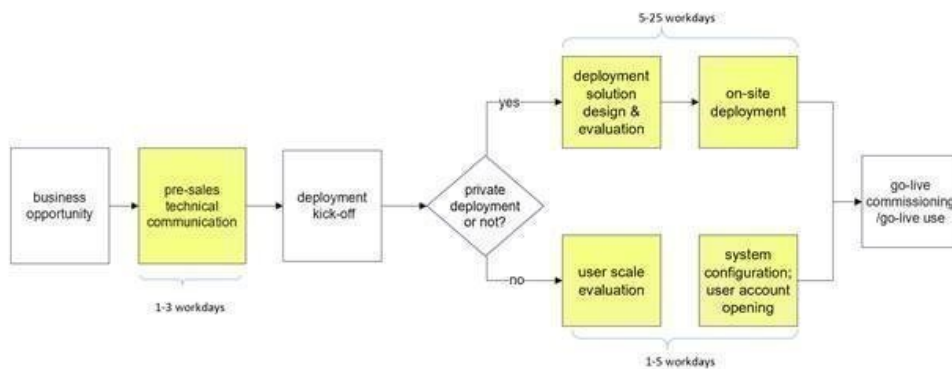 5-25 workdays
deployment
solution
design &
evaluation
on-site
deployment
yes
business
opportunity
pre-sales
technical
communication
deployment
kick-off
private
deployment
or not?
go-live
commissioning
/go-live use
no
user scale
evaluation
system
configuration;
user account
opening
1-3 workdays
1-5 workdays